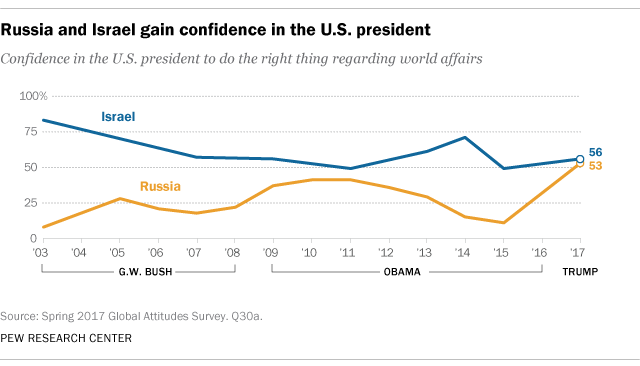 Russia and Israel gain confidence in the U.S. president
Confidence in the U.S. president to do the right thing regarding world affairs
100%
Israel
75
56
53
50
Russia
25
0
'03 '04 '05 '06 '07 '08 '09 '10 '11 '12 '13 '14 '15 '16 '17
G.W. BUSH OBAMA TRUMP
Source: Spring 2017 Global Attitudes Survey. Q30a.
PEW RESEARCH CENTER